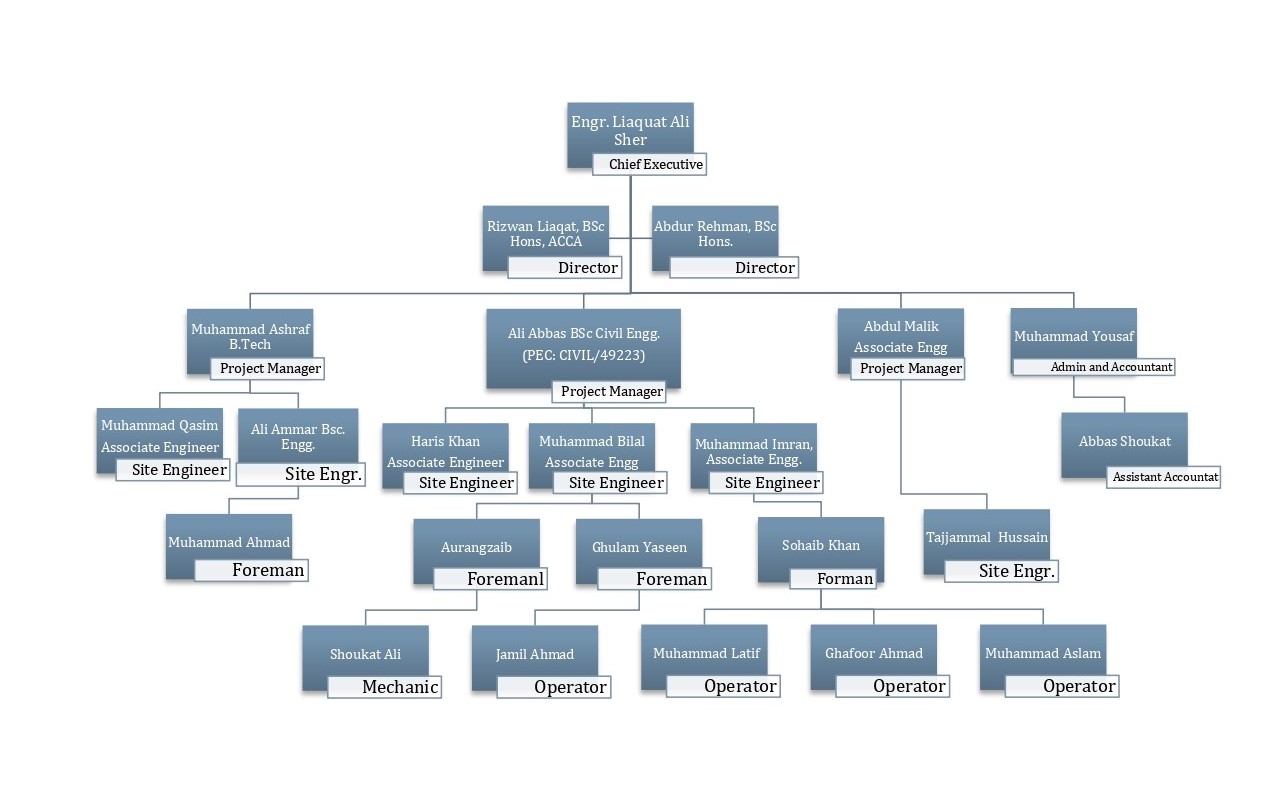 Engr. Liaquat Ali
Sher
Chief Executive
Rizwan Liaqat, BSc
Hons, ACCA
Director
Abdur Rehman, BSc
Hons.
Director
Muhammad Ashraf
B.Tech
Project Manager
Ali Abbas BSc Civil Engg.
(PEC: CIVIL/49223)
Project Manager
Abdul Malik
Associate Engg
Project Manager
Muhammad Yousaf
Admin and Accountant
Muhammad Qasim
Associate Engineer
Site Engineer
Ali Ammar Bsc.
Engg.
Site Engr.
Haris Khan
Associate Engineer
Site Engineer
Muhammad Bilal
Associate Engg
Site Engineer
Muhammad Imran,
Associate Engg.
Site Engineer
Abbas Shoukat
Assistant Accountat
Muhammad Ahmad
Foreman
Aurangzaib
Foremanl
Ghulam Yaseen
Foreman
Sohaib Khan
Forman
Tajjammal  Hussain
Site Engr.
Shoukat Ali
Mechanic
Jamil Ahmad
Operator
Muhammad Latif
Operator
Ghafoor Ahmad
Operator
Muhammad Aslam
Operator